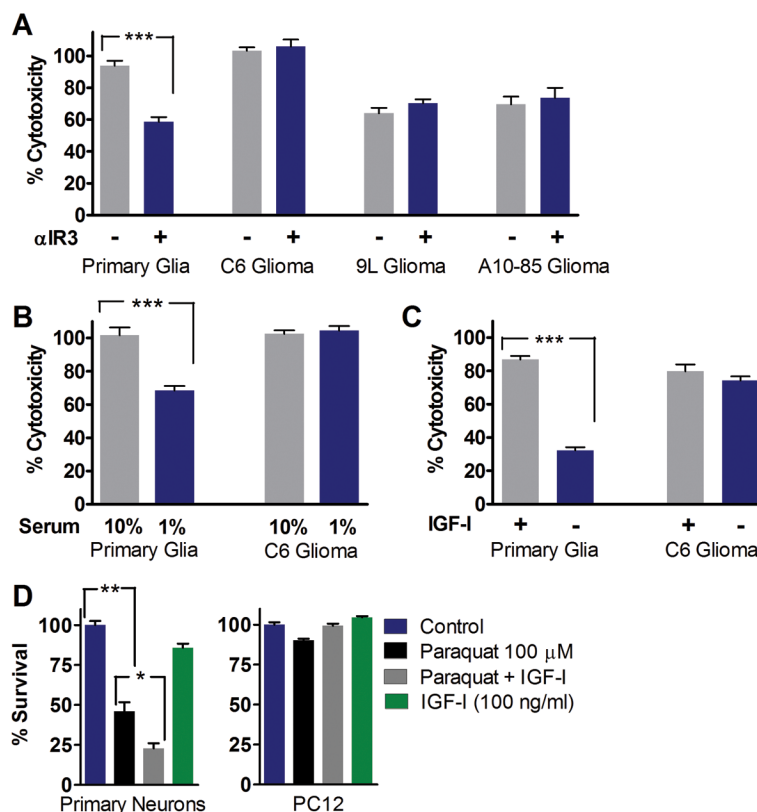 A
% Cytotoxicity
100
80
60
40
20
0
***
αIR3 - + - + - + - +
Primary Glia C6 Glioma 9L Glioma A10-85 Glioma
B
% Cytotoxicity
100
80
60
40
20
0
***
Serum 10% 1% 10% 1%
Primary Glia C6 Glioma
C
% Cytotoxicity
100
80
60
40
20
0
***
IGF-I + - + -
Primary Glia C6 Glioma
D
% Survival
100
75
50
25
0
**
*
Primary Neurons
100
75
50
25
0
PC12
Control
Paraquat 100 μM
Paraquat + IGF-I
IGF-I (100 ng/ml)